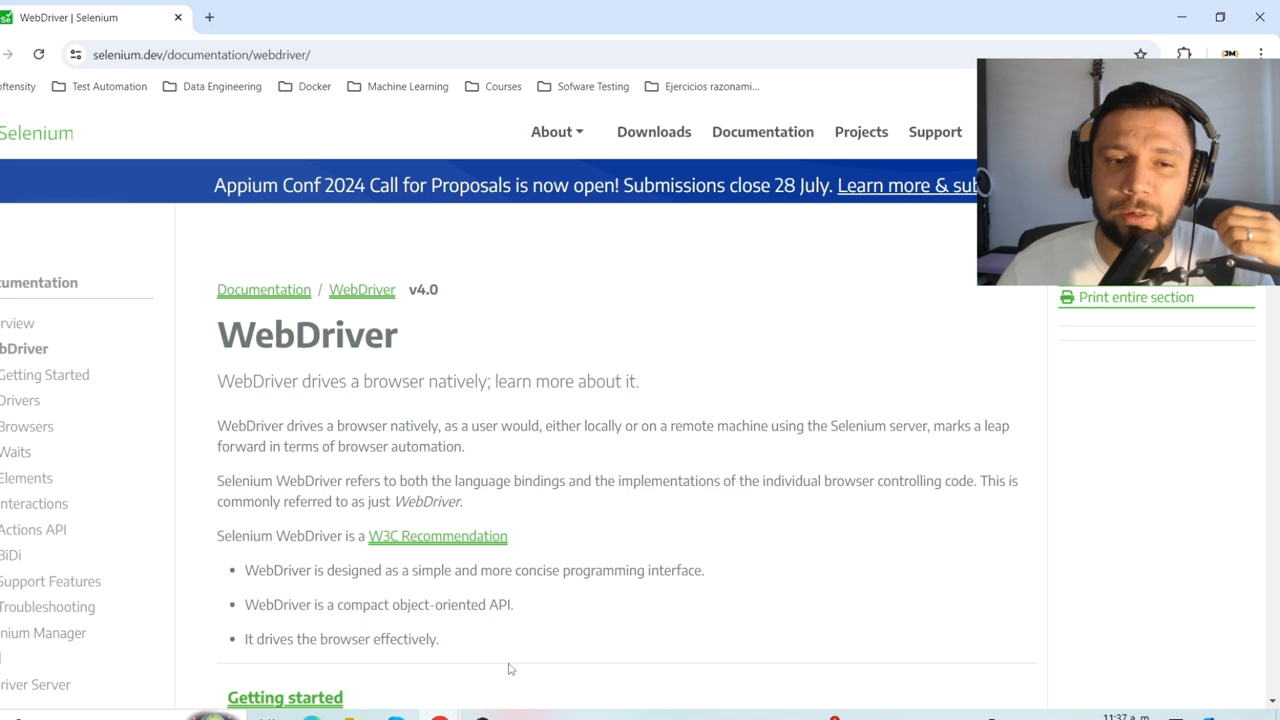 WebDriver | Selenium
selenium.dev/documentation/webdriver/
oftensity Test Automation Data Engineering Docker Machine Learning Courses Sofware Testing Ejercicios razonami...
JM
Selenium About Downloads Documentation Projects Support
Appium Conf 2024 Call for Proposals is now open! Submissions close 28 July. Learn more & sub
Documentation / WebDriver v4.0
cumentation
rview
bDriver
Getting Started
Drivers
Browsers
Waits
Elements
nteractions
Actions API
BiDi
Support Features
Troubleshooting
nium Manager
river Server
WebDriver
WebDriver drives a browser natively; learn more about it.
WebDriver drives a browser natively, as a user would, either locally or on a remote machine using the Selenium server, marks a leap
forward in terms of browser automation.
Selenium WebDriver refers to both the language bindings and the implementations of the individual browser controlling code. This is
commonly referred to as just WebDriver.
Selenium WebDriver is a W3C Recommendation
WebDriver is designed as a simple and more concise programming interface.
WebDriver is a compact object-oriented API.
It drives the browser effectively.
Getting started
Print entire section
11:37 a. m.